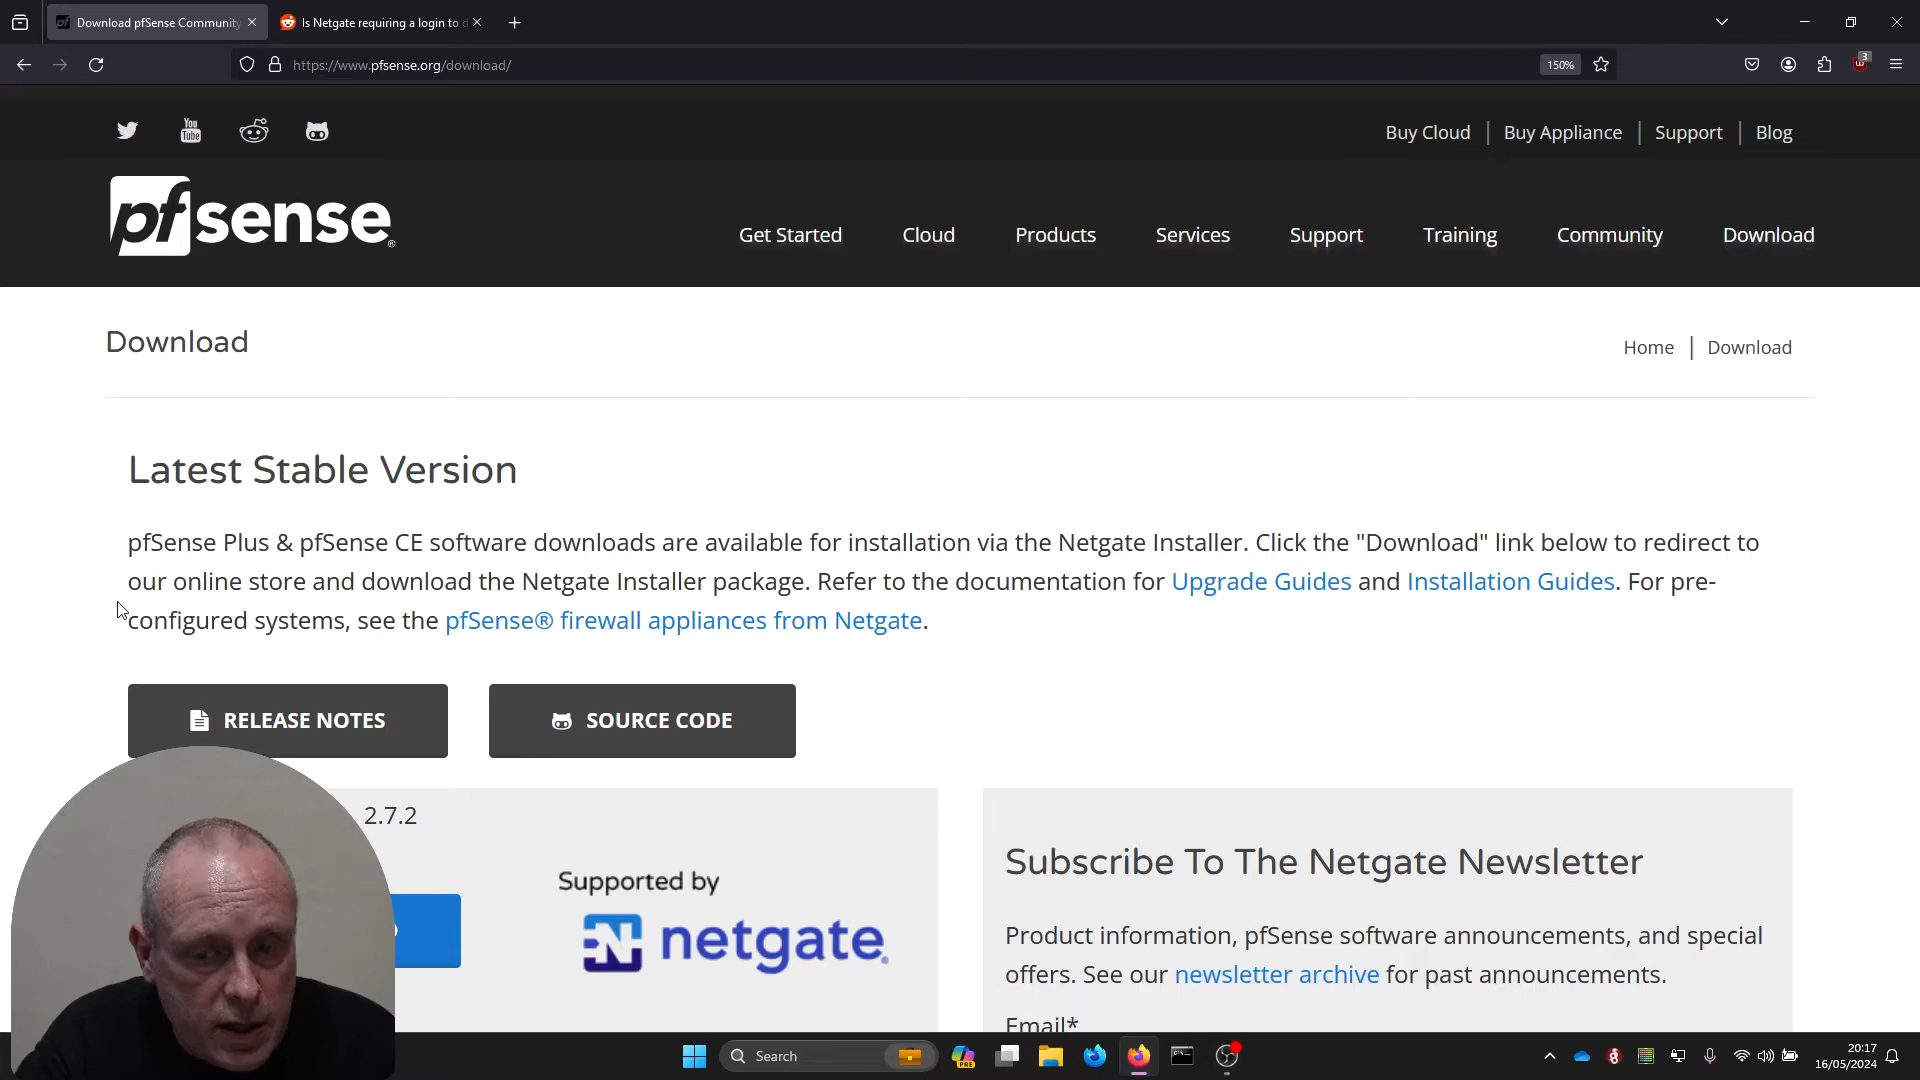 Download pfSense Community
Is Netgate requiring a login to d
https://www.pfsense.org/download/
150%
3
You
Tube
Buy Cloud
Buy Appliance
Support
Blog
pfsense®
Get Started
Cloud
Products
Services
Support
Training
Community
Download
Download
Home
Download
Latest Stable Version
pfSense Plus & pfSense CE software downloads are available for installation via the Netgate Installer. Click the "Download" link below to redirect to
our online store and download the Netgate Installer package. Refer to the documentation for Upgrade Guides and Installation Guides. For pre-
configured systems, see the pfSense® firewall appliances from Netgate.
RELEASE NOTES
SOURCE CODE
2.7.2
Supported by
netgate®
Subscribe To The Netgate Newsletter
Product information, pfSense software announcements, and special
offers. See our newsletter archive for past announcements.
Email*
Search
PRE
20:17
16/05/2024